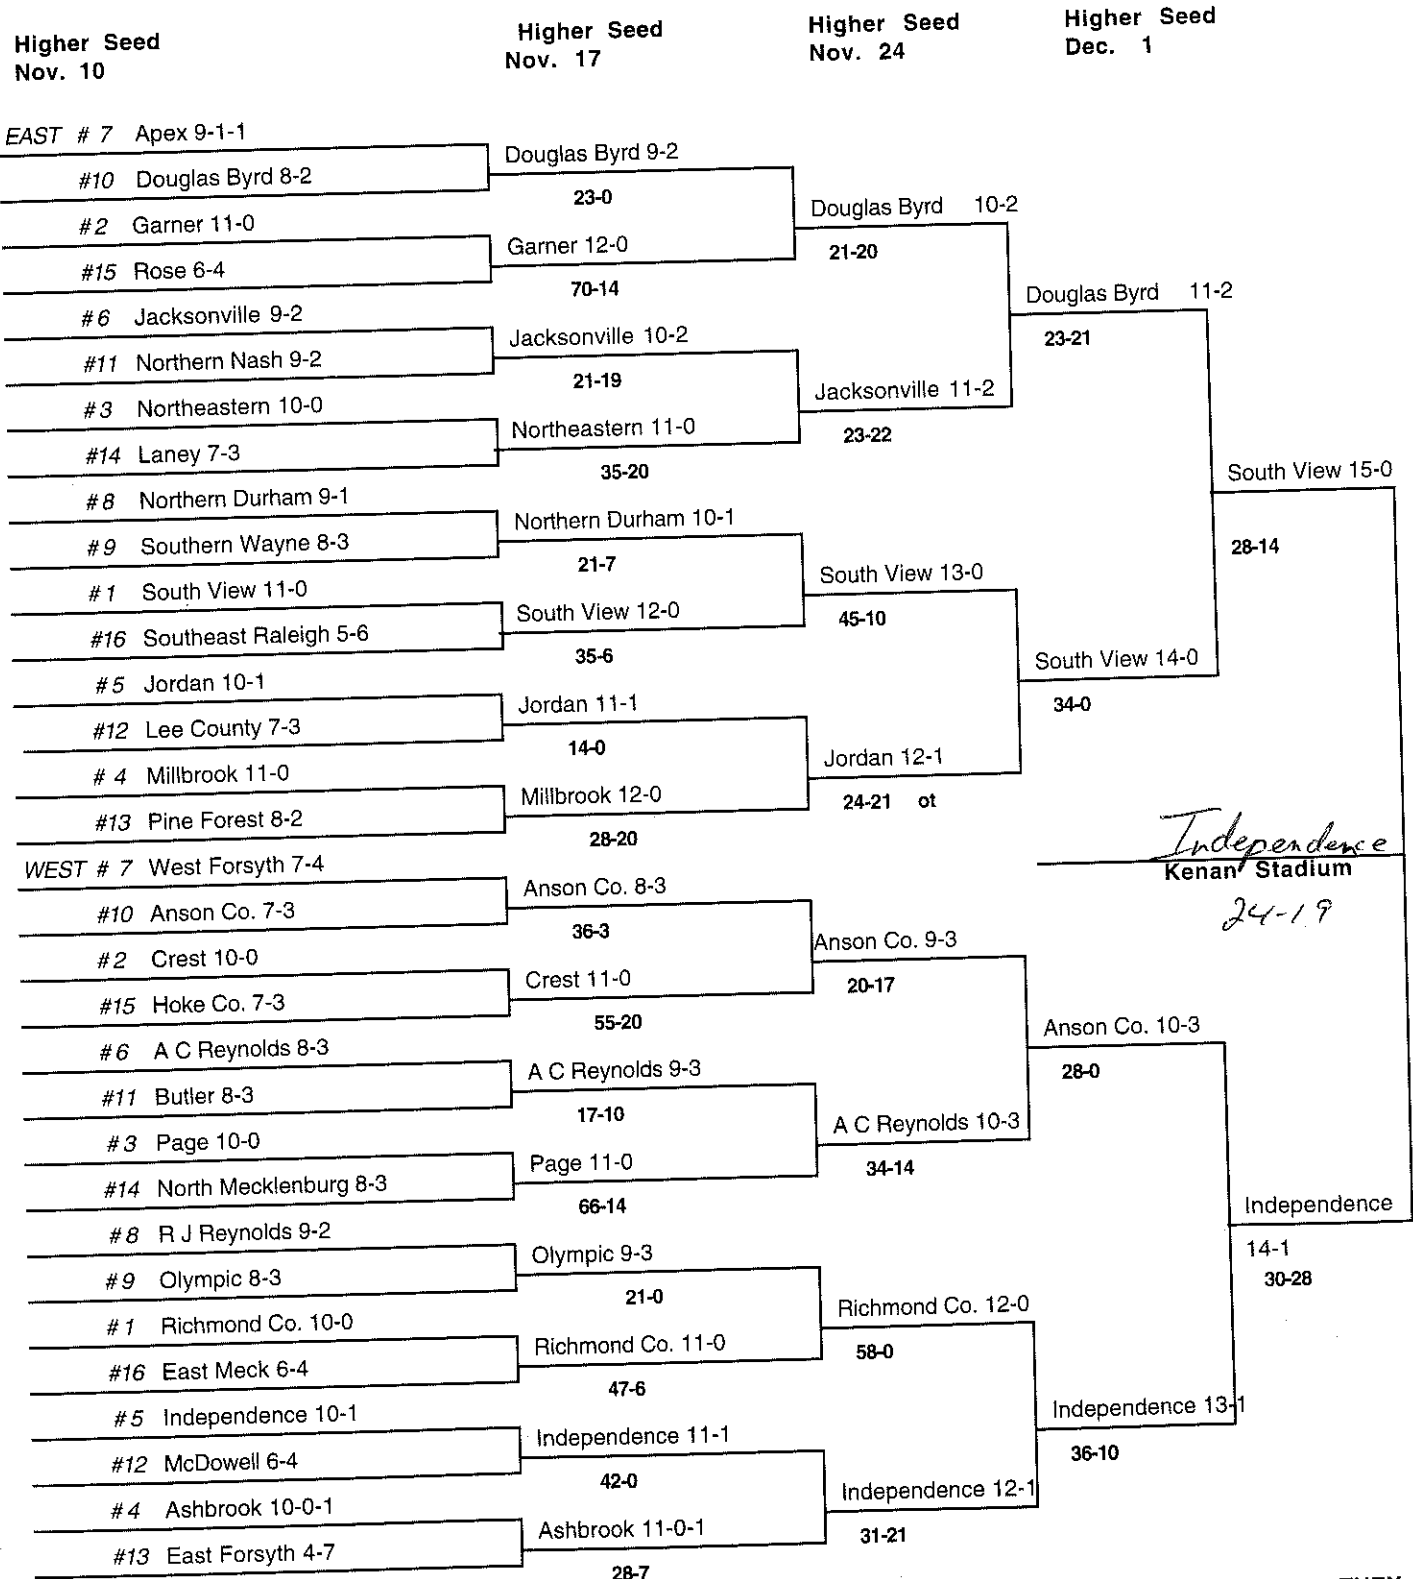 Higher Seed
Nov. 10
Higher Seed
Nov. 17
Higher Seed
Nov. 24
Higher Seed
Dec. 1
EAST # 7 Apex 9-1-1
#10 Douglas Byrd 8-2
#2 Garner 11-0
#15 Rose 6-4
#6 Jacksonville 9-2
#11 Northern Nash 9-2
#3 Northeastern 10-0
#14 Laney 7-3
#8 Northern Durham 9-1
#9 Southern Wayne 8-3
#1 South View 11-0
#16 Southeast Raleigh 5-6
#5 Jordan 10-1
#12 Lee County 7-3
# 4 Millbrook 11-0
#13 Pine Forest 8-2
WEST # 7 West Forsyth 7-4
#10 Anson Co. 7-3
#2 Crest 10-0
#15 Hoke Co. 7-3
#6 A C Reynolds 8-3
#11 Butler 8-3
#3 Page 10-0
#14 North Mecklenburg 8-3
#8 R J Reynolds 9-2
#9 Olympic 8-3
#1 Richmond Co. 10-0
#16 East Meck 6-4
#5 Independence 10-1
#12 McDowell 6-4
#4 Ashbrook 10-0-1
#13 East Forsyth 4-7
Douglas Byrd 9-2
23-0
Garner 12-0
70-14
Jacksonville 10-2
21-19
Northeastern 11-0
35-20
Northern Durham 10-1
21-7
South View 12-0
35-6
Jordan 11-1
14-0
Millbrook 12-0
28-20
Anson Co. 8-3
36-3
Crest 11-0
55-20
A C Reynolds 9-3
17-10
Page 11-0
66-14
Olympic 9-3
21-0
Richmond Co. 11-0
47-6
Independence 11-1
42-0
Ashbrook 11-0-1
28-7
Douglas Byrd 10-2
21-20
Jacksonville 11-2
23-22
South View 13-0
45-10
Jordan 12-1
24-21 ot
Anson Co. 9-3
20-17
A C Reynolds 10-3
34-14
Richmond Co. 12-0
58-0
Independence 12-1
31-21
Douglas Byrd 11-2
23-21
South View 14-0
34-0
Anson Co. 10-3
28-0
Independence 13-1
36-10
South View 15-0
28-14
Independence
14-1
30-28
Independence
Kenan Stadium
24-19